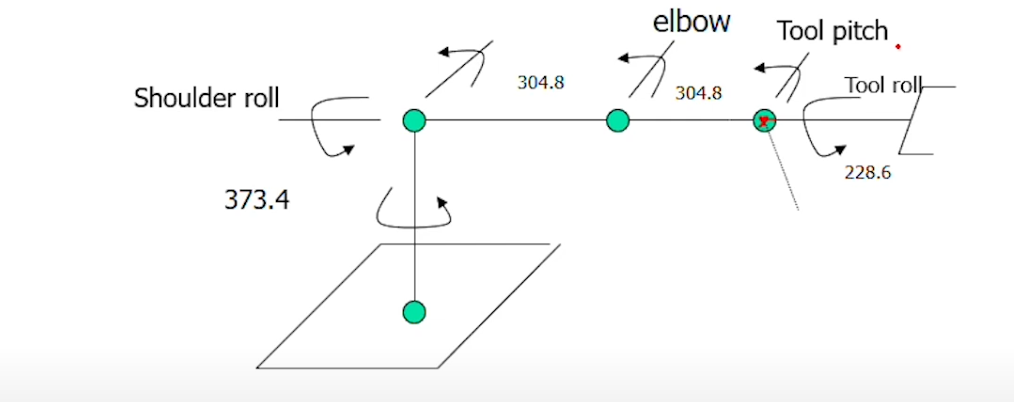 elbow
Tool pitch
Shoulder roll
304.8
304.8
Tool roll
373.4
228.6